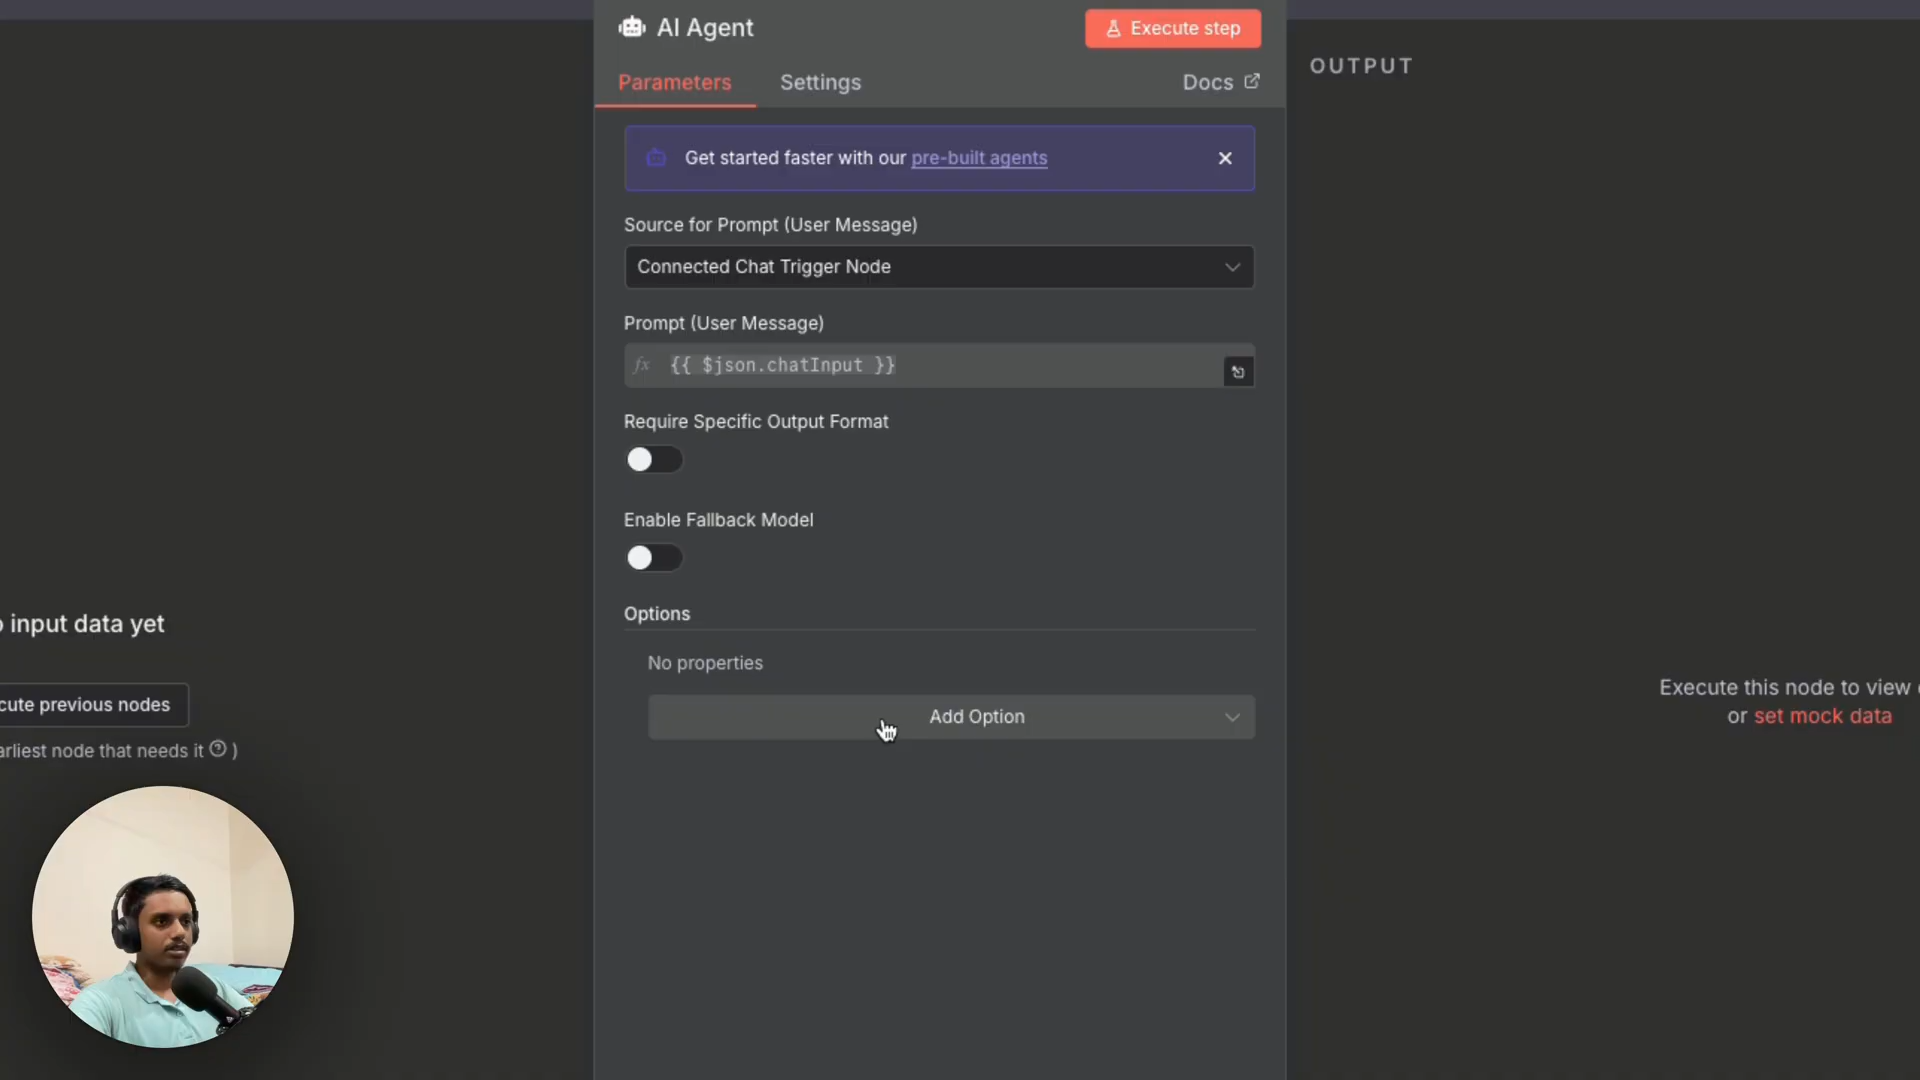 AI Agent
Execute step
Parameters
Settings
Docs
OUTPUT
Get started faster with our pre-built agents
Source for Prompt (User Message)
Connected Chat Trigger Node
Prompt (User Message)
fx {{ $json.chatInput }}
Require Specific Output Format
Enable Fallback Model
Options
No properties
Add Option
input data yet
cute previous nodes
arliest node that needs it ? )
Execute this node to view
or set mock data